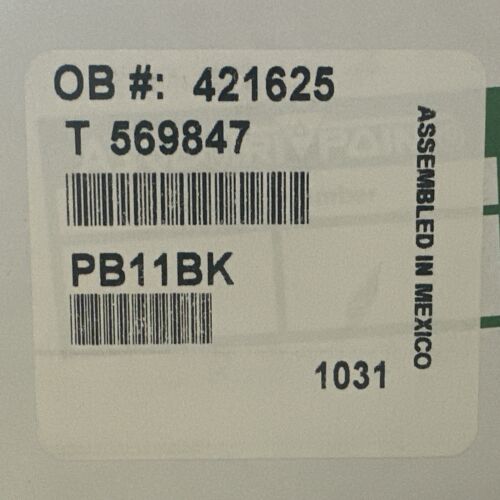 OB #: 421625
T 569847
PB11BK
1031
ASSEMBLED IN MEXICO